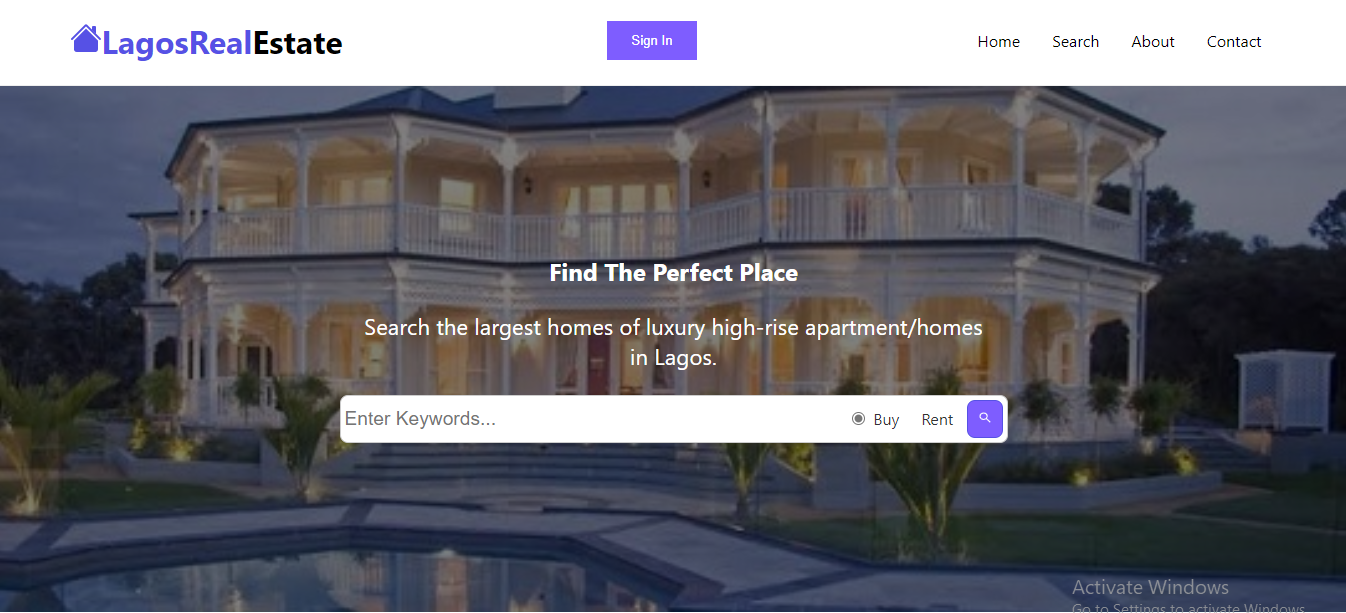 LagosRealEstate
Sign In
Home Search About Contact
Find The Perfect Place
Search the largest homes of luxury high-rise apartment/homes
in Lagos.
Enter Keywords... Buy Rent
Activate Windows
Go to Settings to activate Windows.